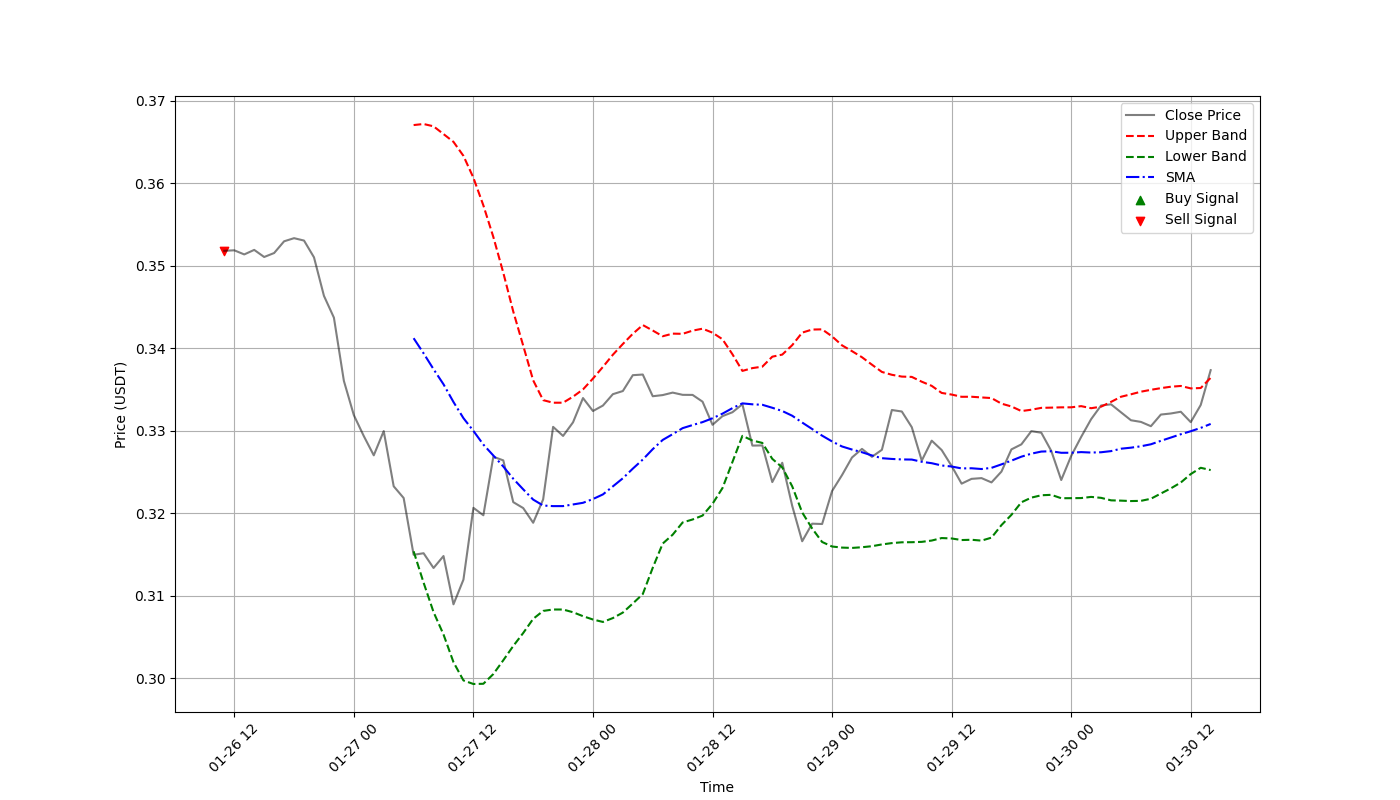 0.37
0.36
0.35
0.34
0.33
0.32
0.31
0.30
Price (USDT)
Close Price
Upper Band
Lower Band
SMA
Buy Signal
Sell Signal
01-26 12
01-27 00
01-27 12
01-28 00
01-28 12
01-29 00
01-29 12
01-30 00
01-30 12
Time